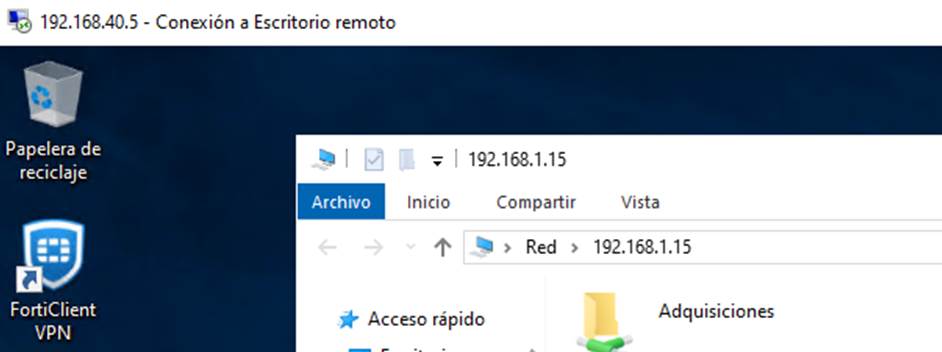 192.168.40.5 - Conexión a Escritorio remoto
Papelera de
reciclaje
192.168.1.15
Archivo Inicio Compartir Vista
Red 192.168.1.15
FortiClient
VPN
Acceso rápido
Adquisiciones